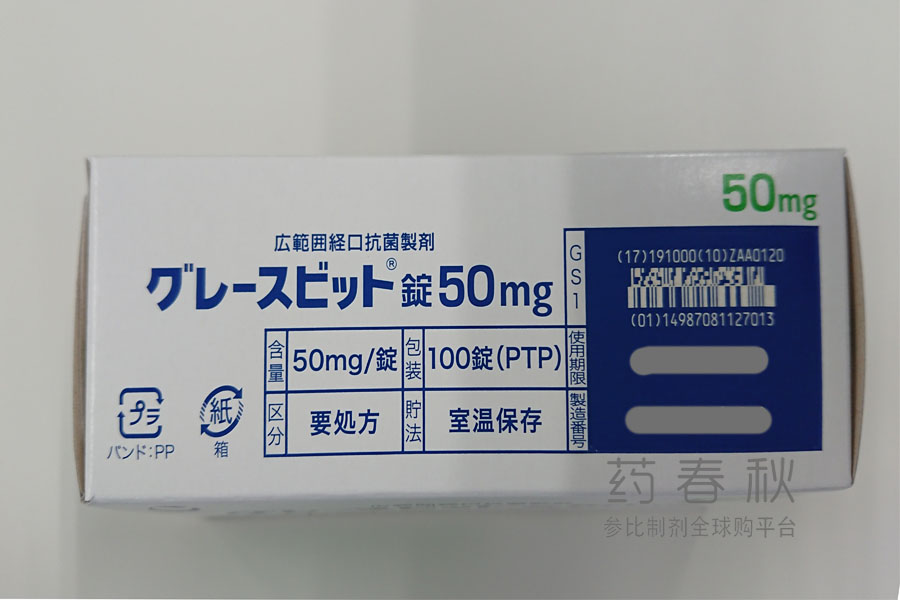 50mg
広範囲経口抗菌製剤
グレースビット®錠50mg
GS1
(17)191000(10)ZAA0120
(01)14987081127013
含量 50mg/錠 包装 100錠(PTP) 使用期限
区分 要処方 貯法 室温保存 製造番号
プラ
バンド:PP
紙
箱
药春秋
参比制剂全球购平台